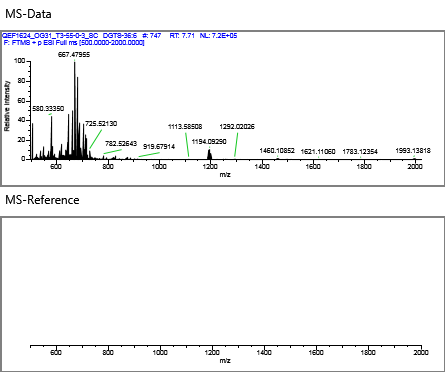 MS-Data
QEF1624_OG31_T3-55-0-3_SC DGTS-36:6 #: 747 RT: 7.71 NL: 7.2E+05
F: FTMS + p ESI Full ms [500.0000-2000.0000]
667.47955
100
80
580.33350
60
725.52130
1113.58508
1292.02026
40
782.52643
919.67914
1194.09290
20
1460.10852
1621.11060
1783.12354
1993.13818
0
Relative Intensity
600 800 1000 1200 1400 1600 1800 2000
m/z
MS-Reference
600 800 1000 1200 1400 1600 1800 2000
m/z